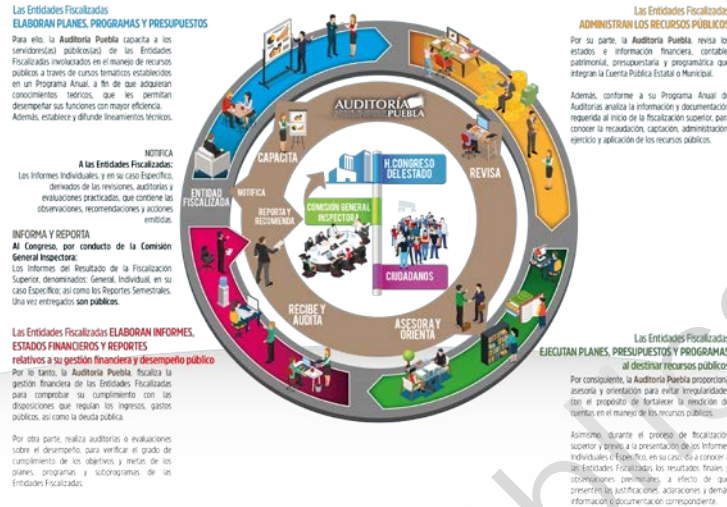 Las Entidades Fiscalizadas
ELABORAN PLANES, PROGRAMAS Y PRESUPUESTOS
Para ello, la Auditoría Puebla capacita a los
servidores(as) públicos(as) de las Entidades
Fiscalizadas involucrados en el manejo de recursos
públicos a través de cursos temáticos establecidos
en un Programa Anual, a fin de que adquieran
conocimientos teóricos, que les permitan
desempeñar sus funciones con mayor eficiencia.
Además, establece y difunde lineamientos técnicos.
NOTIFICA
A las Entidades Fiscalizadas:
Los Informes Individuales, y en su caso Específico,
derivados de las revisiones, auditorías y
evaluaciones practicadas, que contiene las
observaciones, recomendaciones y acciones
emitidas.
INFORMA Y REPORTA
Al Congreso, por conducto de la Comisión
General Inspectora:
Los Informes del Resultado de la Fiscalización
Superior, denominados: General, Individual, en su
caso Específico; así como los Reportes Semestrales.
Una vez entregados son públicos.
Las Entidades Fiscalizadas ELABORAN INFORMES,
ESTADOS FINANCIEROS Y REPORTES
relativos a su gestión financiera y desempeño público
Por lo tanto, la Auditoría Puebla, fiscaliza la
gestión financiera de las Entidades Fiscalizadas
para comprobar su cumplimiento con las
disposiciones que regulan los ingresos, gastos
públicos, así como la deuda pública.
Por otra parte, realiza auditorías o evaluaciones
sobre el desempeño, para verificar el grado de
cumplimiento de los objetivos y metas de los
planes, programas y subprogramas de las
Entidades Fiscalizadas.
AUDITORÍA
PUEBLA
CAPACITA
REVISA
H. CONGRESO
DEL ESTADO
ENTIDAD
FISCALIZADA
NOTIFICA
REPORTA Y
RECOMIENDA
COMISIÓN GENERAL
INSPECTORA
CIUDADANOS
RECIBE Y
AUDITA
ASESORA Y
ORIENTA
Las Entidades Fiscalizadas
ADMINISTRAN LOS RECURSOS PÚBLICOS
Por su parte, la Auditoría Puebla, revisa los
estados e información financiera, contable,
patrimonial, presupuestaria y programática que
integran la Cuenta Pública Estatal o Municipal.
Además, conforme a su Programa Anual de
Auditorías analiza la información y documentación
requerida al inicio de la fiscalización superior, para
conocer la recaudación, captación, administración,
ejercicio y aplicación de los recursos públicos.
Las Entidades Fiscalizadas
EJECUTAN PLANES, PRESUPUESTOS Y PROGRAMAS
al destinar recursos públicos
Por consiguiente, la Auditoría Puebla proporciona
asesoría y orientación para evitar irregularidades
con el propósito de fortalecer la rendición de
cuentas en el manejo de los recursos públicos.
Asimismo, durante el proceso de fiscalización
superior y previo a la presentación de los Informes
Individuales o Específico, en su caso, da a conocer a
las Entidades Fiscalizadas los resultados finales y
observaciones preliminares, a efecto de que
presenten las justificaciones, aclaraciones y demás
información o documentación correspondiente.